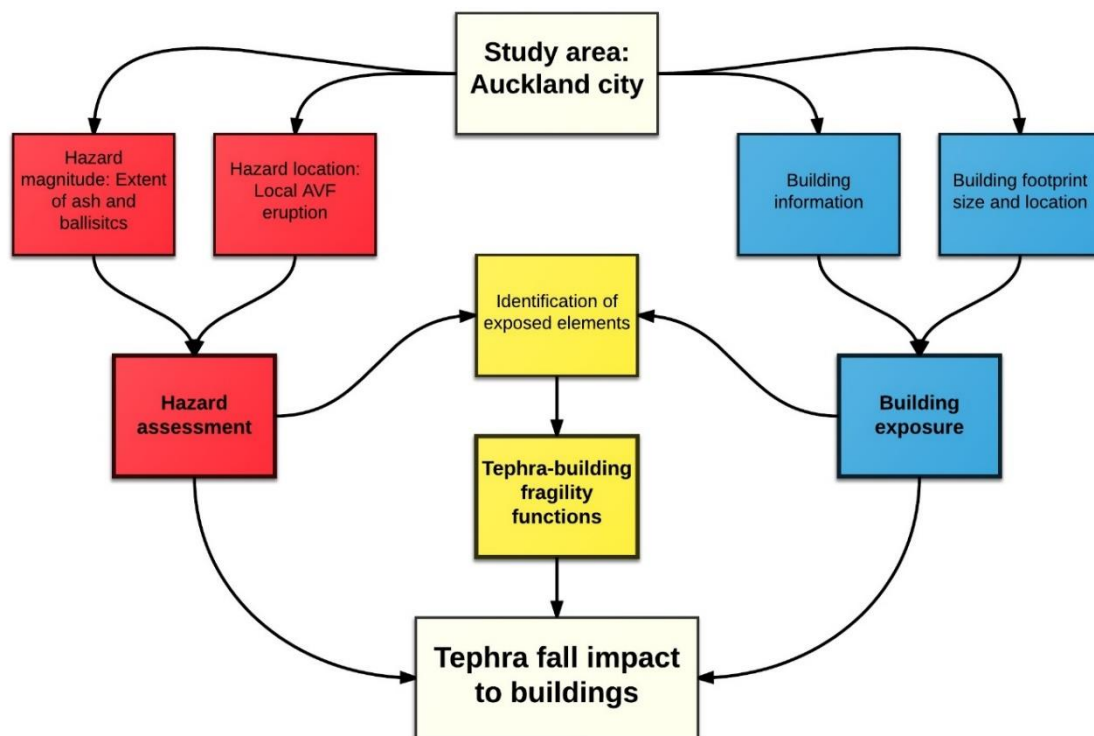 Study area:
Auckland city
Hazard
magnitude: Extent
of ash and
ballisitcs
Hazard location:
Local AVF
eruption
Building
information
Building footprint
size and location
Identification of
exposed elements
Hazard
assessment
Building
exposure
Tephra-building
fragility
functions
Tephra fall impact
to buildings